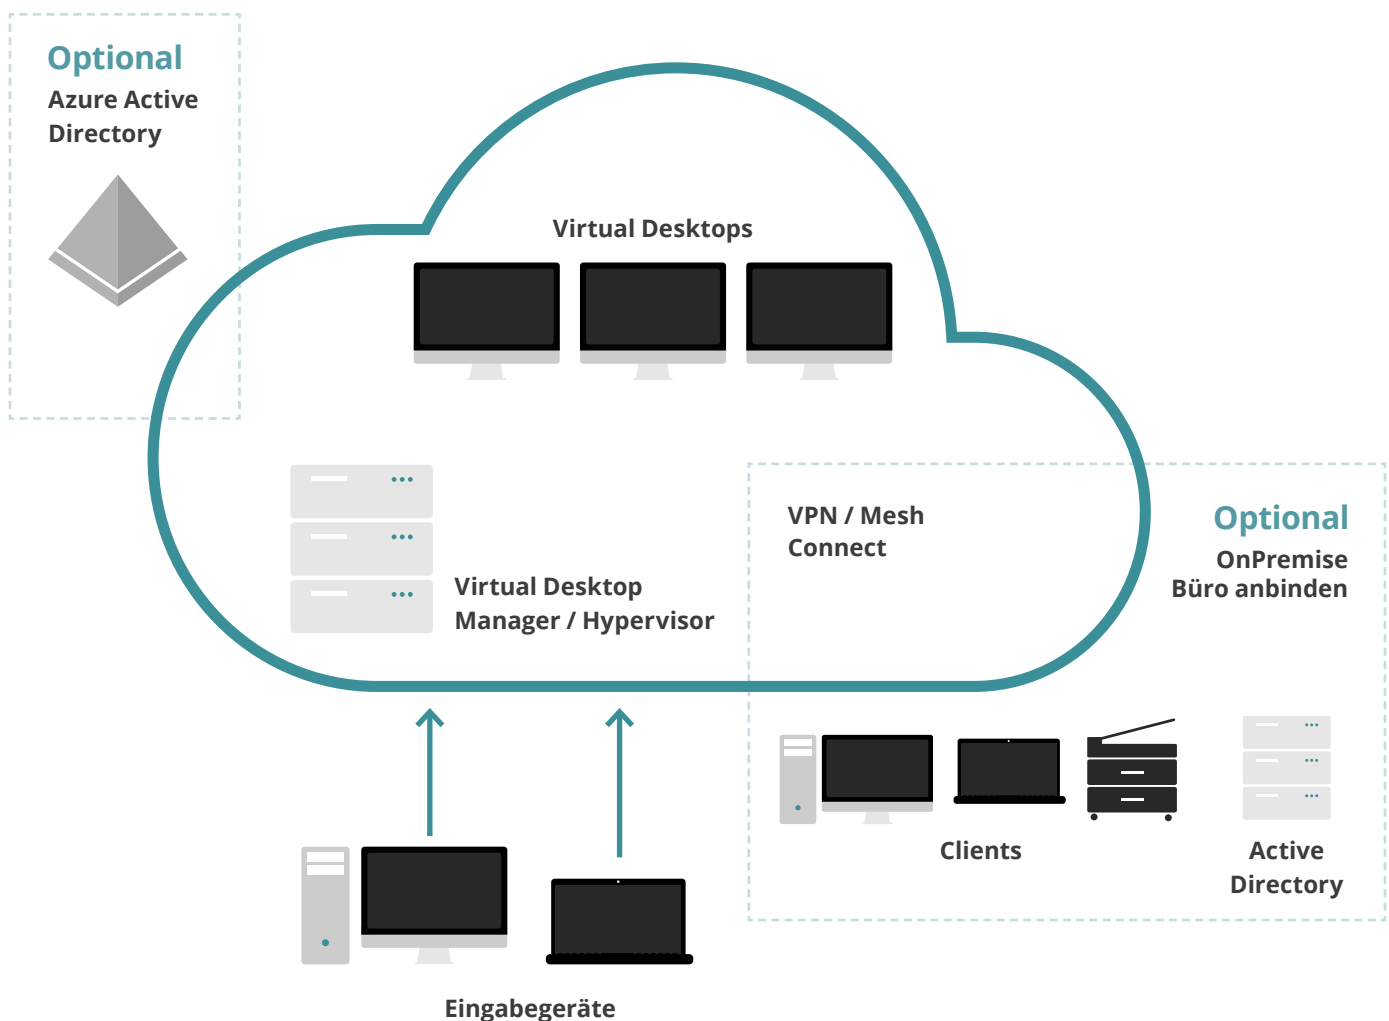 Optional
Azure Active
Directory
Virtual Desktops
VPN / Mesh
Connect
Optional
OnPremise
Büro anbinden
Virtual Desktop
Manager / Hypervisor
Clients
Active
Directory
Eingabegeräte